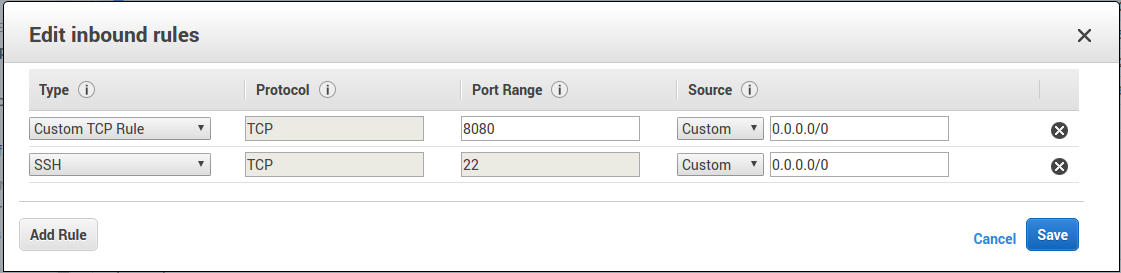 Edit inbound rules
Type Protocol Port Range Source
Custom TCP Rule TCP 8080 Custom 0.0.0.0/0
SSH TCP 22 Custom 0.0.0.0/0
Add Rule Cancel Save